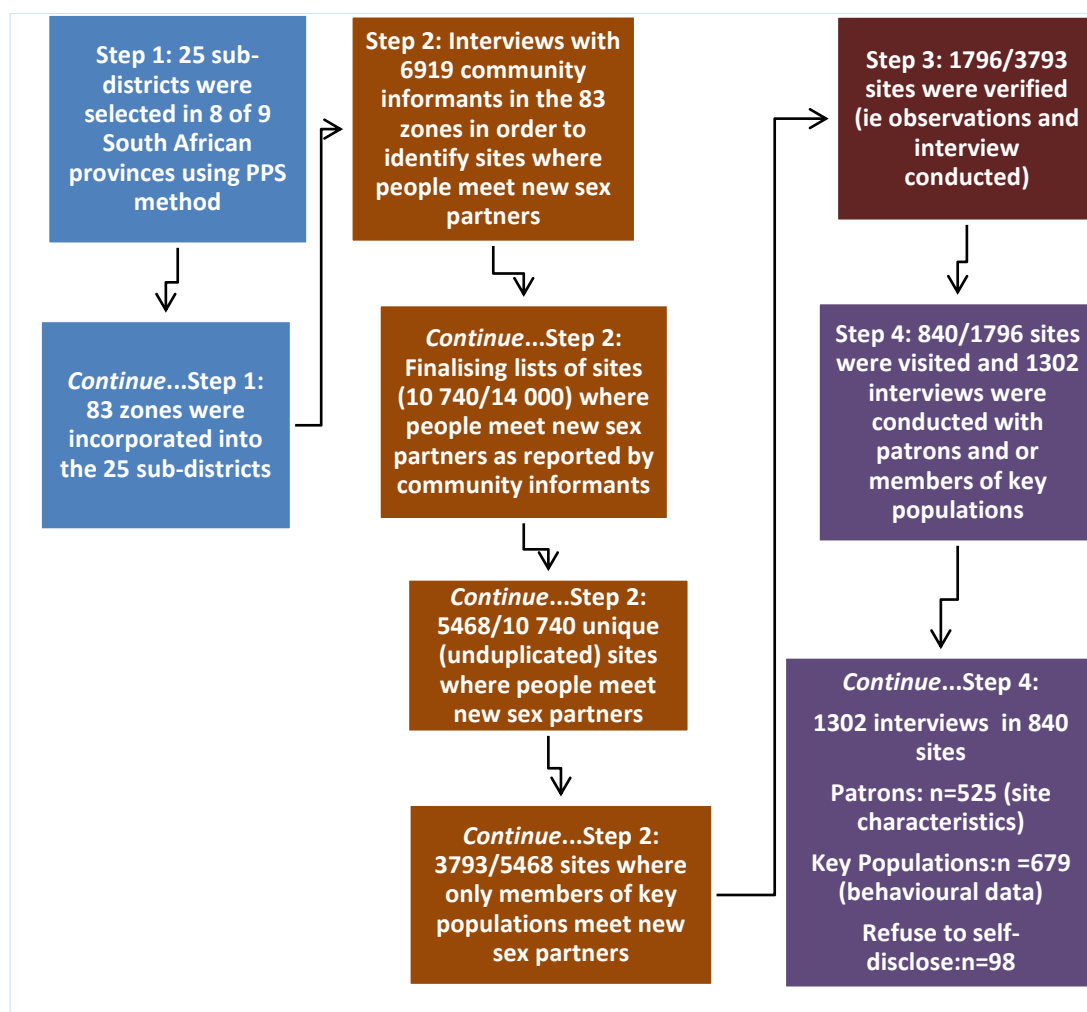 Step 1: 25 sub-
districts were
selected in 8 of 9
South African
provinces using PPS
method
Continue...Step 1:
83 zones were
incorporated into
the 25 sub-districts
Step 2: Interviews with
6919 community
informants in the 83
zones in order to
identify sites where
people meet new sex
partners
Continue...Step 2:
Finalising lists of sites
(10 740/14 000) where
people meet new sex
partners as reported by
community informants
Continue...Step 2:
5468/10 740 unique
(unduplicated) sites
where people meet
new sex partners
Continue...Step 2:
3793/5468 sites where
only members of key
populations meet new
sex partners
Step 3: 1796/3793
sites were verified
(ie observations and
interview
conducted)
Step 4: 840/1796 sites
were visited and 1302
interviews were
conducted with
patrons and or
members of key
populations
Continue...Step 4:
1302 interviews in 840
sites
Patrons: n=525 (site
characteristics)
Key Populations:n =679
(behavioural data)
Refuse to self-
disclose:n=98